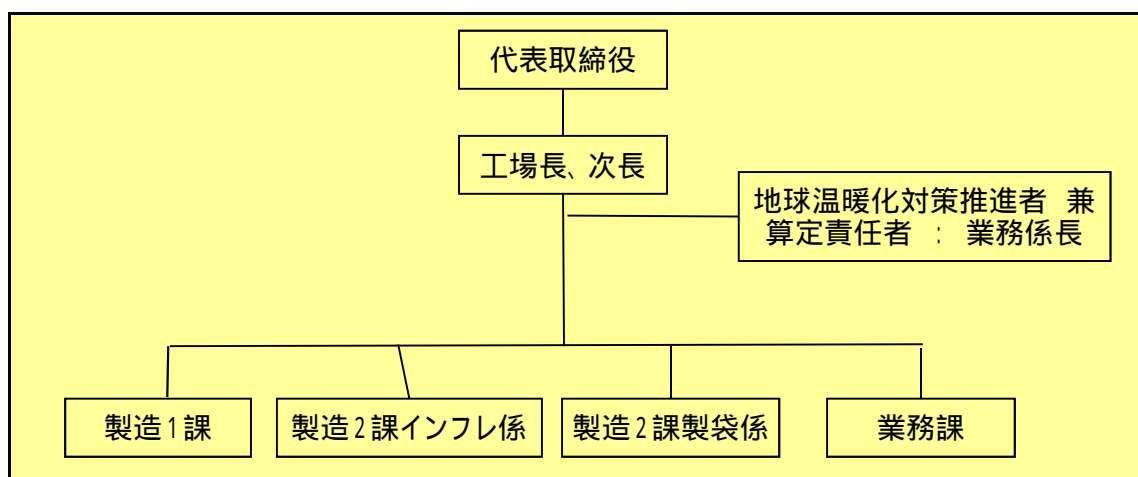 代表取締役
工場長、次長
地球温暖化対策推進者 兼
算定責任者 : 業務係長
製造1課
製造2課インフレ係
製造2課製袋係
業務課